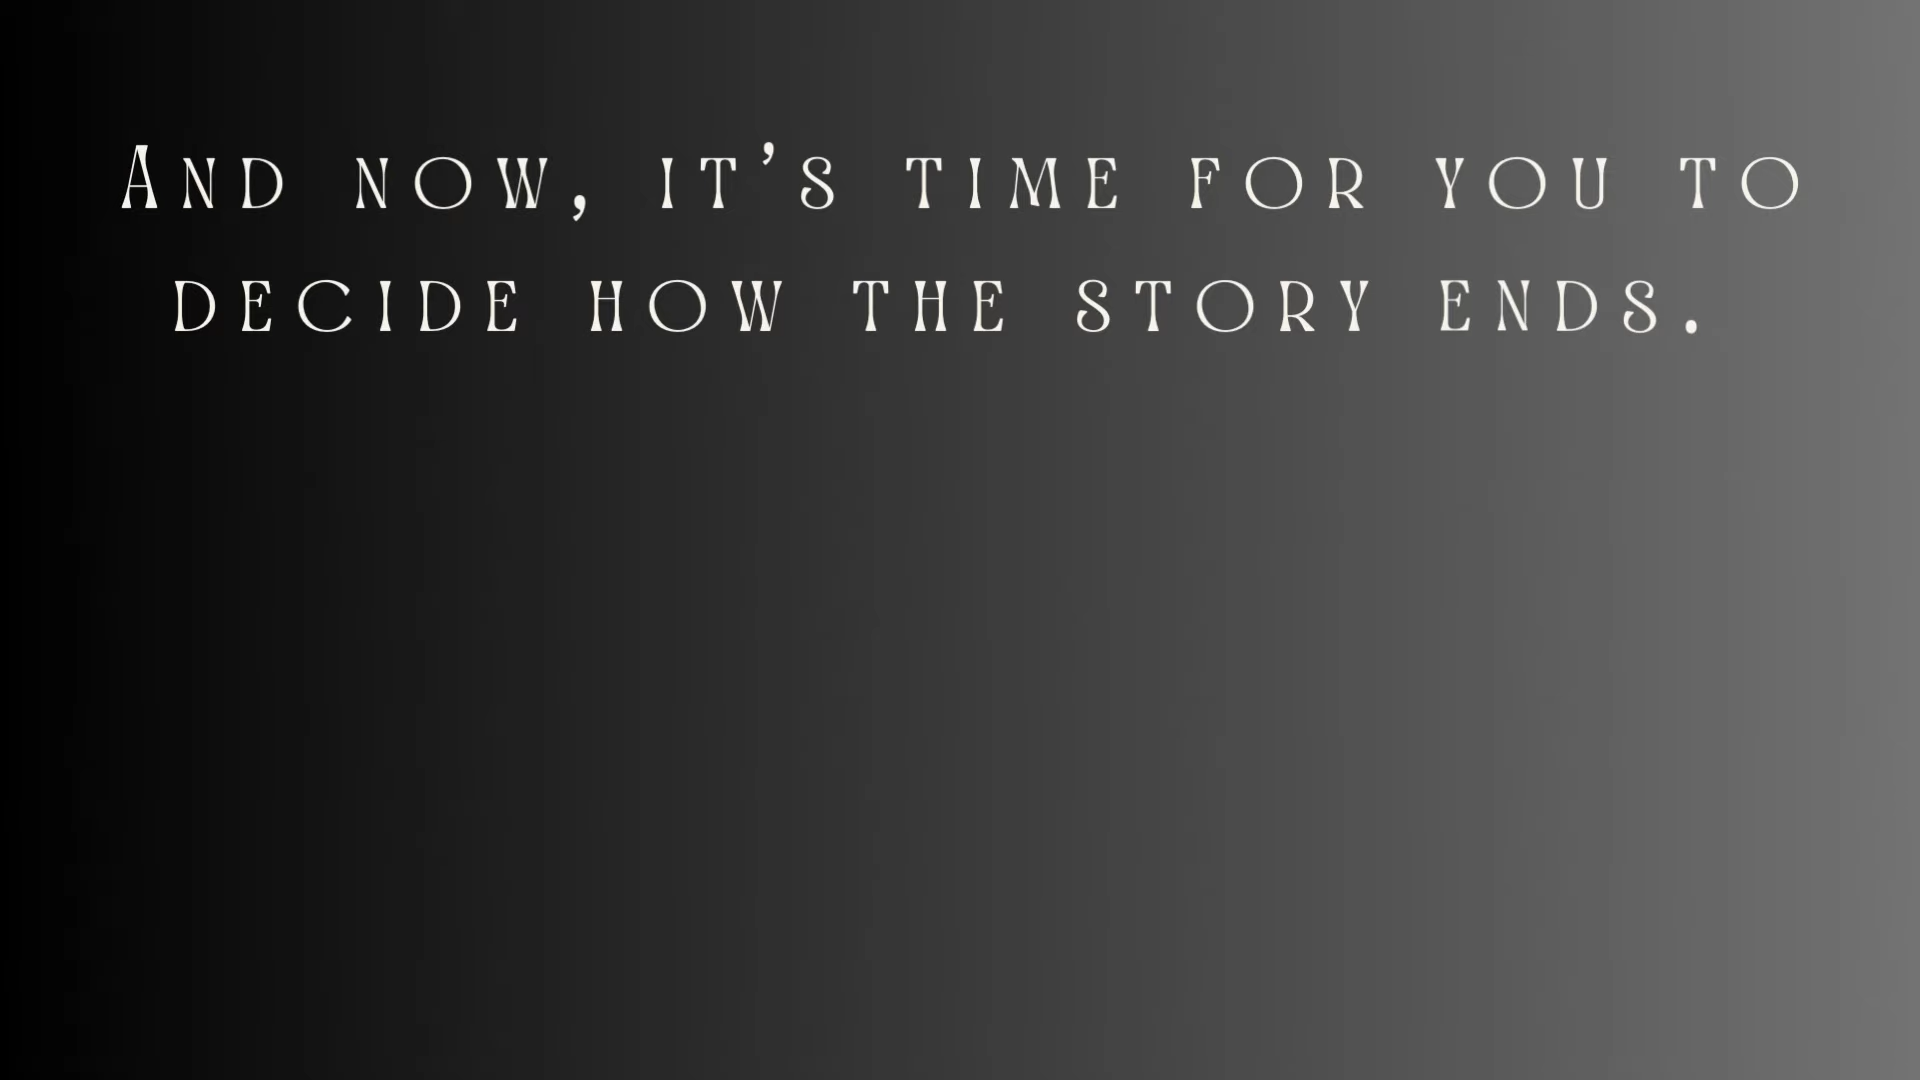 And now, it’s time for you to
decide how the story ends.